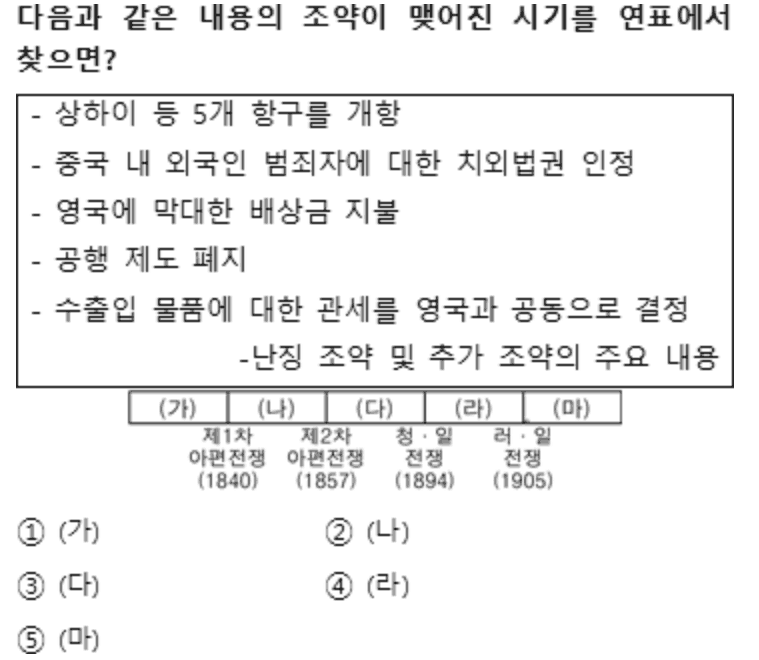 다음과 같은 내용의 조약이 맺어진 시기를 연표에서
찾으면?
- 상하이 등 5개 항구를 개항
- 중국 내 외국인 범죄자에 대한 치외법권 인정
- 영국에 막대한 배상금 지불
- 공행 제도 폐지
- 수출입 물품에 대한 관세를 영국과 공동으로 결정
-난징 조약 및 추가 조약의 주요 내용
(가) (나) (다) (라) (마)
제1차 제2차 청·일 러·일
아편전쟁 아편전쟁 전쟁 전쟁
(1840) (1857) (1894) (1905)
① (가) ② (나)
③ (다) ④ (라)
⑤ (마)